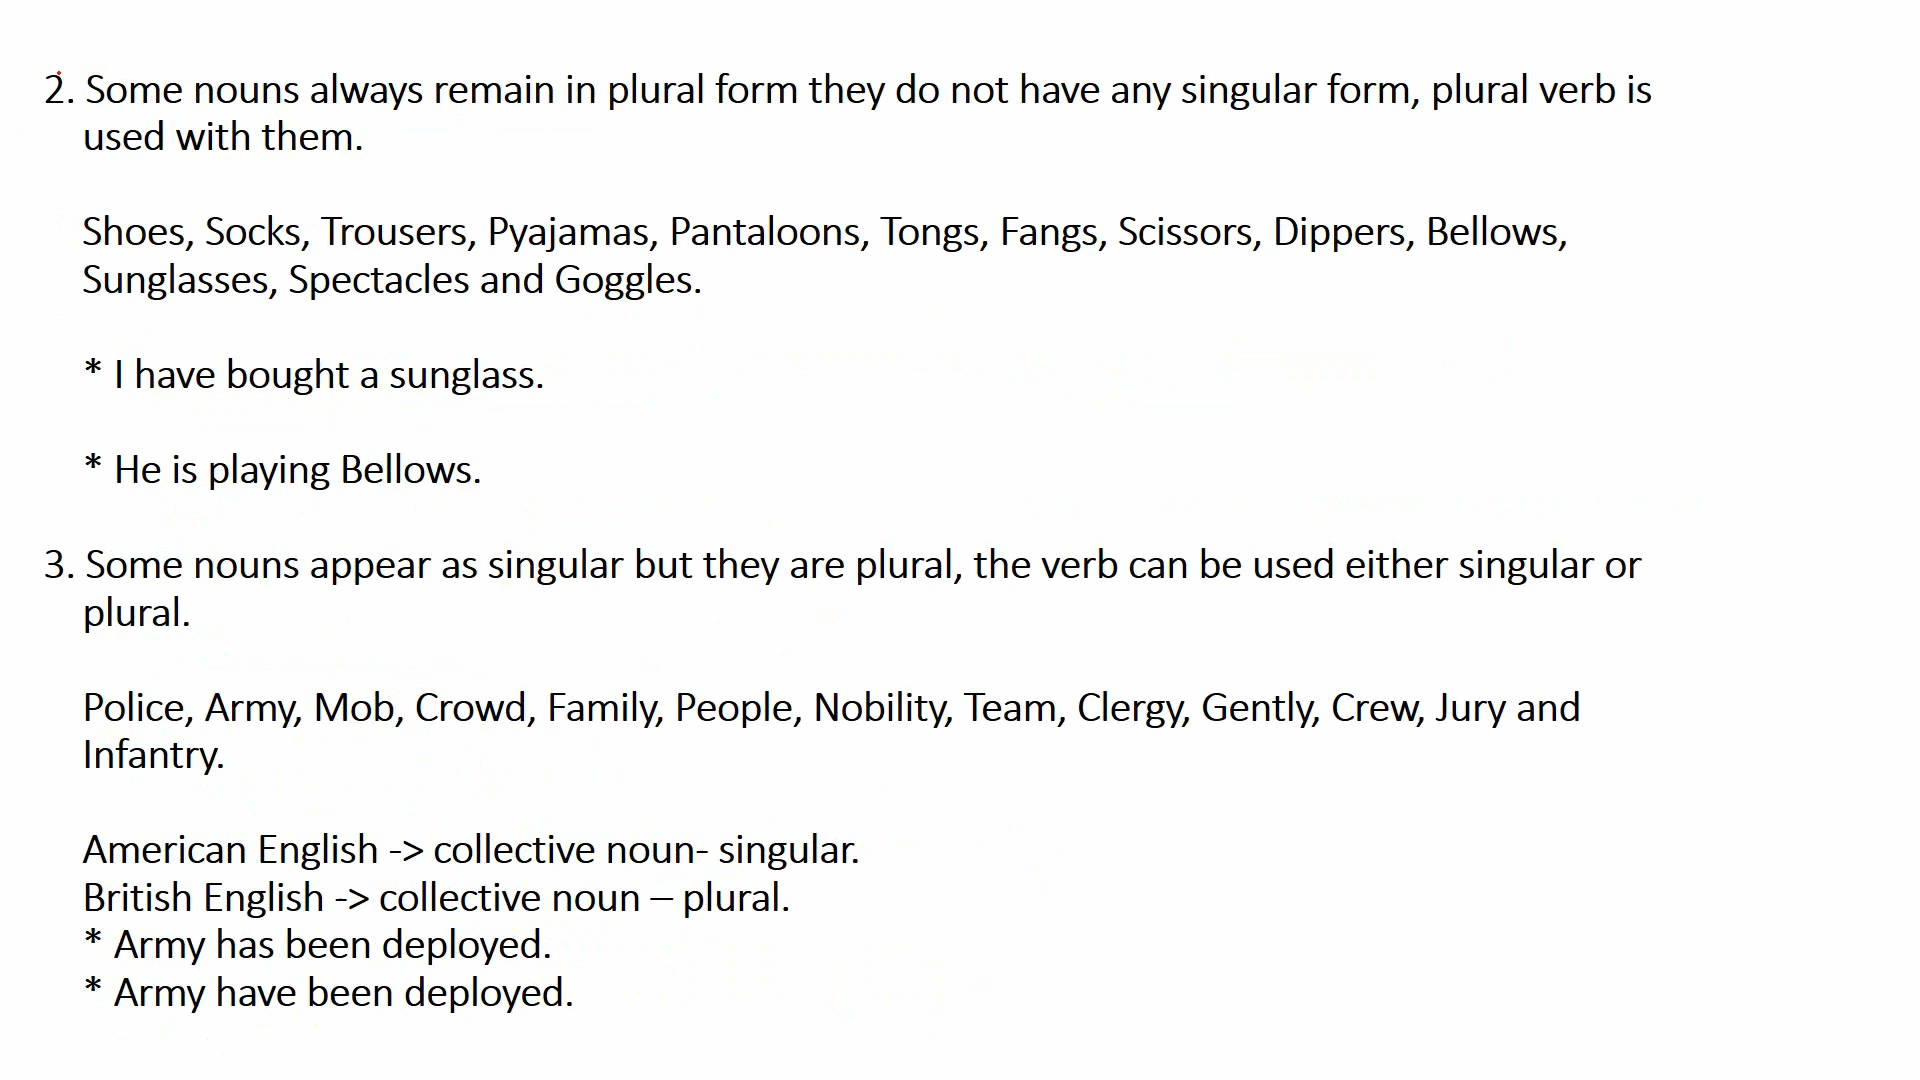 2. Some nouns always remain in plural form they do not have any singular form, plural verb is
used with them.
Shoes, Socks, Trousers, Pyajamas, Pantaloons, Tongs, Fangs, Scissors, Dippers, Bellows,
Sunglasses, Spectacles and Goggles.
* I have bought a sunglass.
* He is playing Bellows.
3. Some nouns appear as singular but they are plural, the verb can be used either singular or
plural.
Police, Army, Mob, Crowd, Family, People, Nobility, Team, Clergy, Gently, Crew, Jury and
Infantry.
American English -> collective noun- singular.
British English -> collective noun – plural.
* Army has been deployed.
* Army have been deployed.